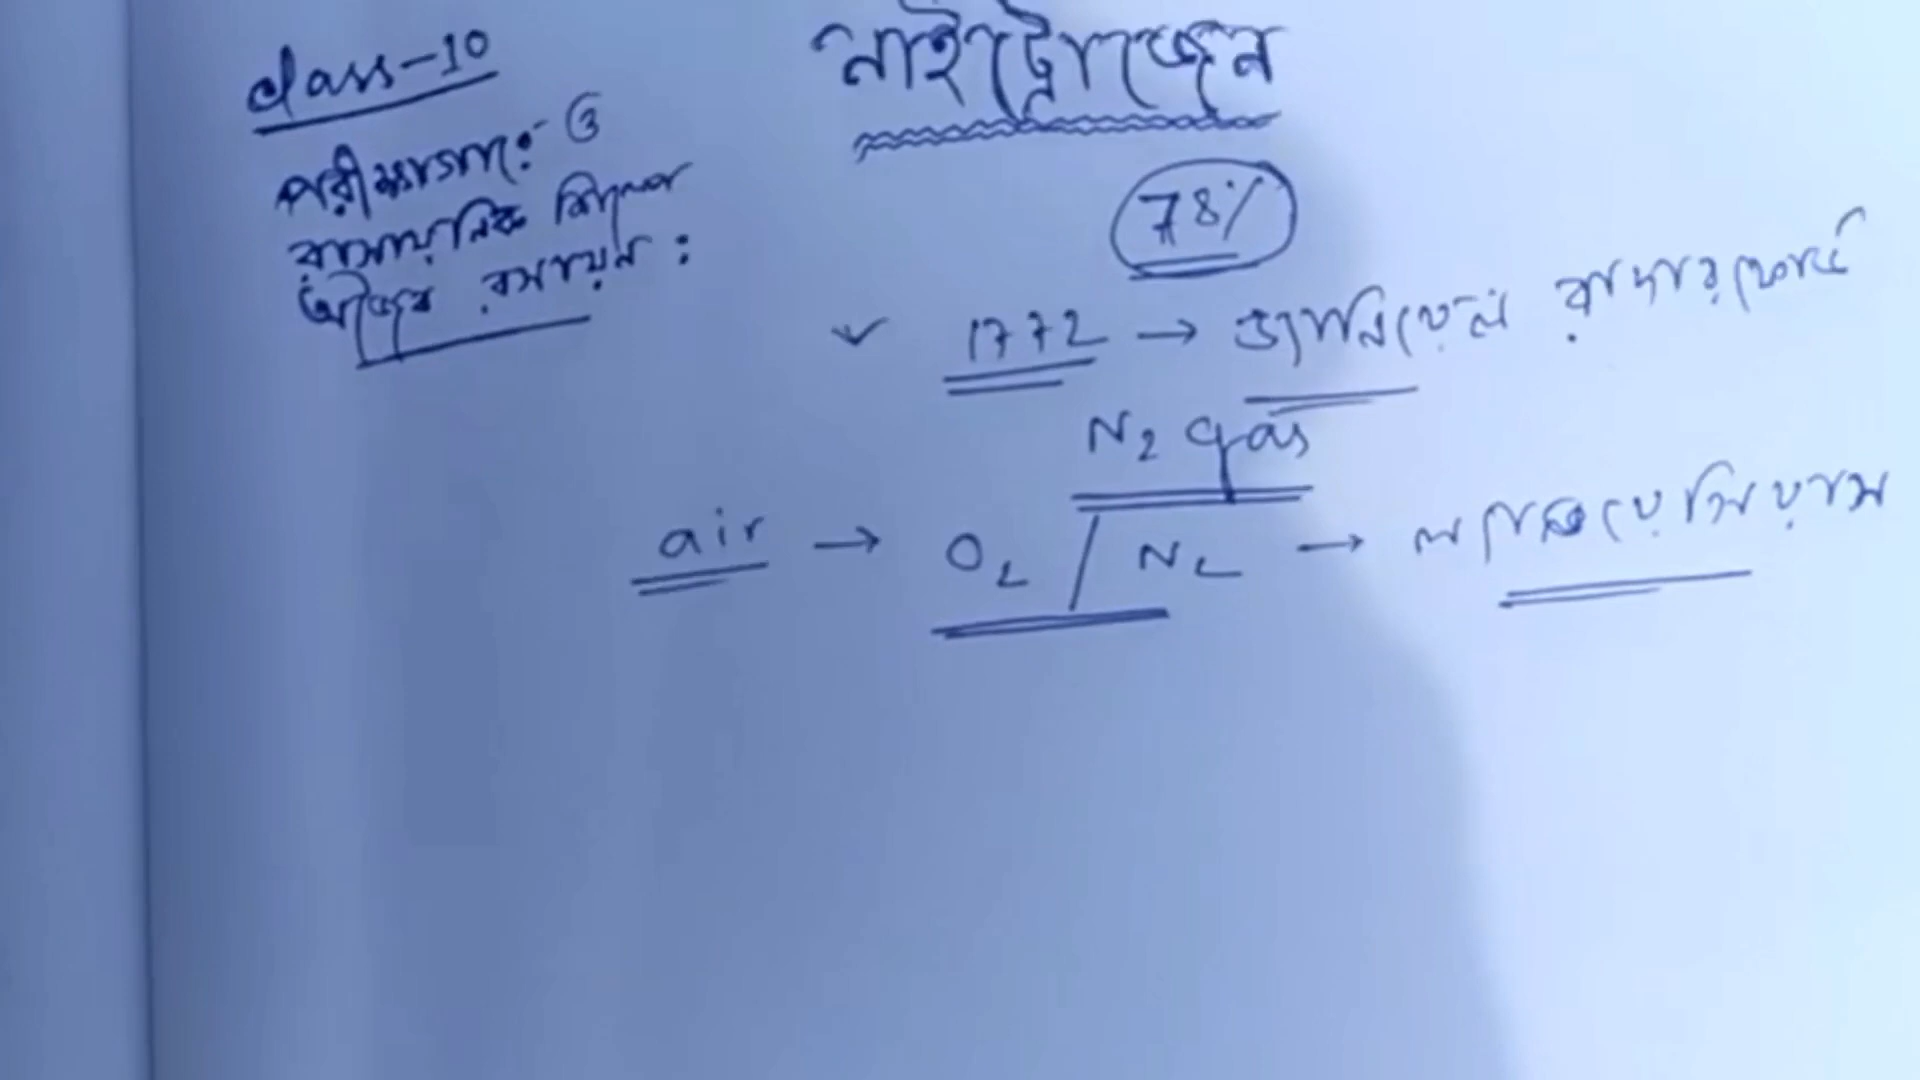 class-10
পরীক্ষাগার: ও
রাসায়নিক শিল্পে
অজৈব রসায়ন :
নাইট্রোজেন
78%
✓ 1772 → ড্যানিয়েল রাদারফোর্ড
N2 gas
air → O2 / N2 → ল্যাভয়েসিয়াস